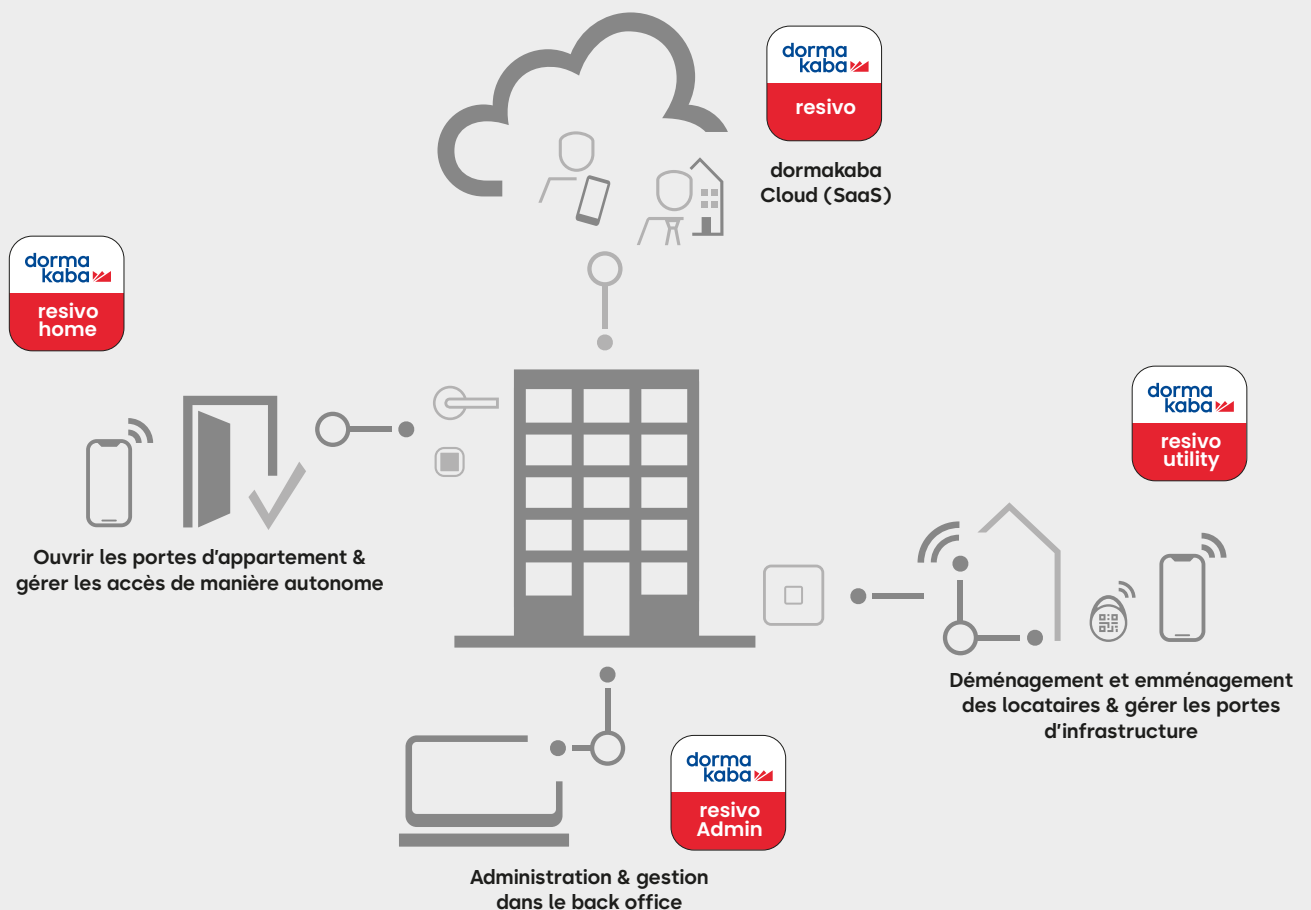 dorma
kaba
resivo
dormakaba
Cloud (SaaS)
dorma
kaba
resivo
home
Ouvrir les portes d'appartement &
gérer les accès de manière autonome
dorma
kaba
resivo
utility
Déménagement et emménagement
des locataires & gérer les portes
d'infrastructure
dorma
kaba
resivo
Admin
Administration & gestion
dans le back office